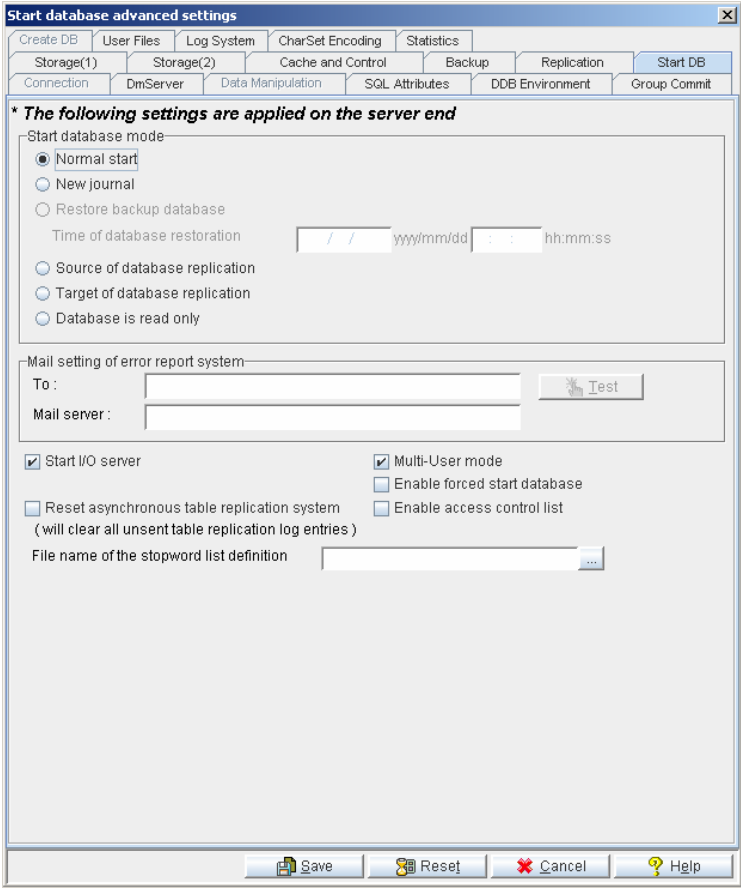 Start database advanced settings
Create DB User Files Log System CharSet Encoding Statistics
Storage(1) Storage(2) Cache and Control Backup Replication Start DB
Connection DmServer Data Manipulation SQL Attributes DDB Environment Group Commit
* The following settings are applied on the server end
Start database mode
Normal start
New journal
Restore backup database
Time of database restoration / / yyy/mm/dd : : hh:mm:ss
Source of database replication
Target of database replication
Database is read only
Mail setting of error report system
To : Test
Mail server :
Start I/O server Multi-User mode
Enable forced start database
Reset asynchronous table replication system Enable access control list
( will clear all unsent table replication log entries )
File name of the stopword list definition ...
Save Reset Cancel Help